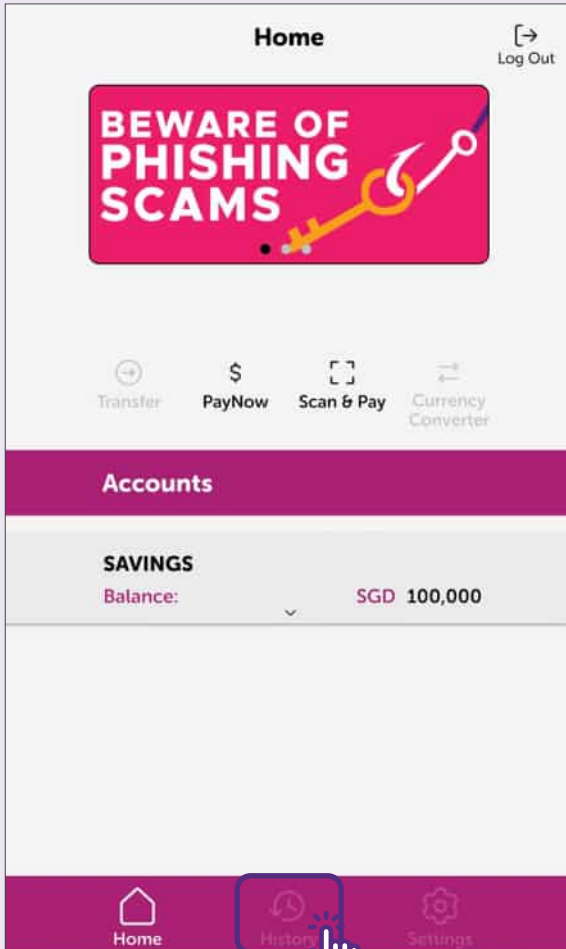 Home
Log Out
BEWARE OF
PHISHING
SCAMS
Transfer
$
PayNow
Scan & Pay
Currency
Converter
Accounts
SAVINGS
Balance: SGD 100,000
Home History Settings